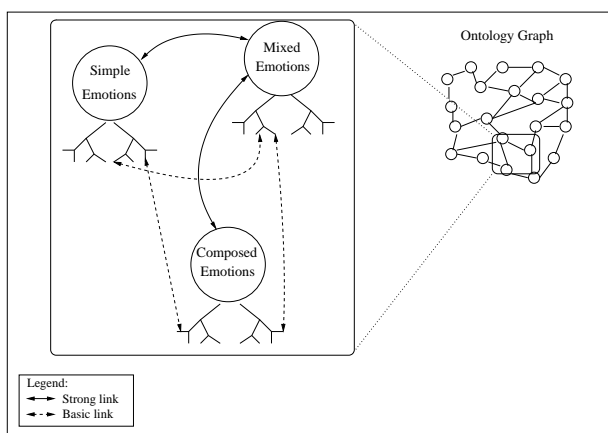 Ontology Graph
Mixed
Emotions
Simple
Emotions
Composed
Emotions
Legend:
Strong link
Basic link